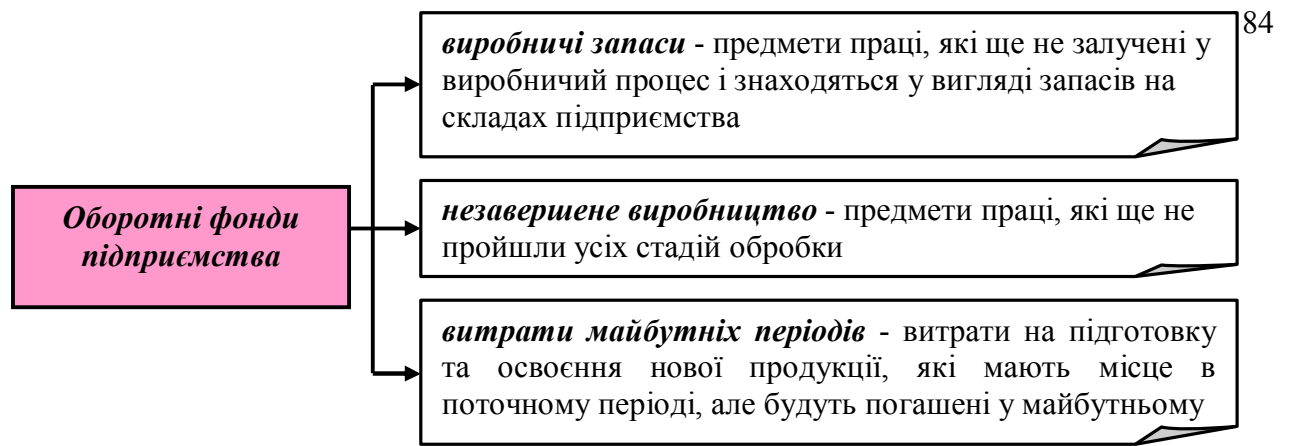 84
виробничі запаси - предмети праці, які ще не залучені у
виробничий процес і знаходяться у вигляді запасів на
складах підприємства
Оборотні фонди
підприємства
незавершене виробництво - предмети праці, які ще не
пройшли усіх стадій обробки
витрати майбутніх періодів - витрати на підготовку
та освоєння нової продукції, які мають місце в
поточному періоді, але будуть погашені у майбутньому